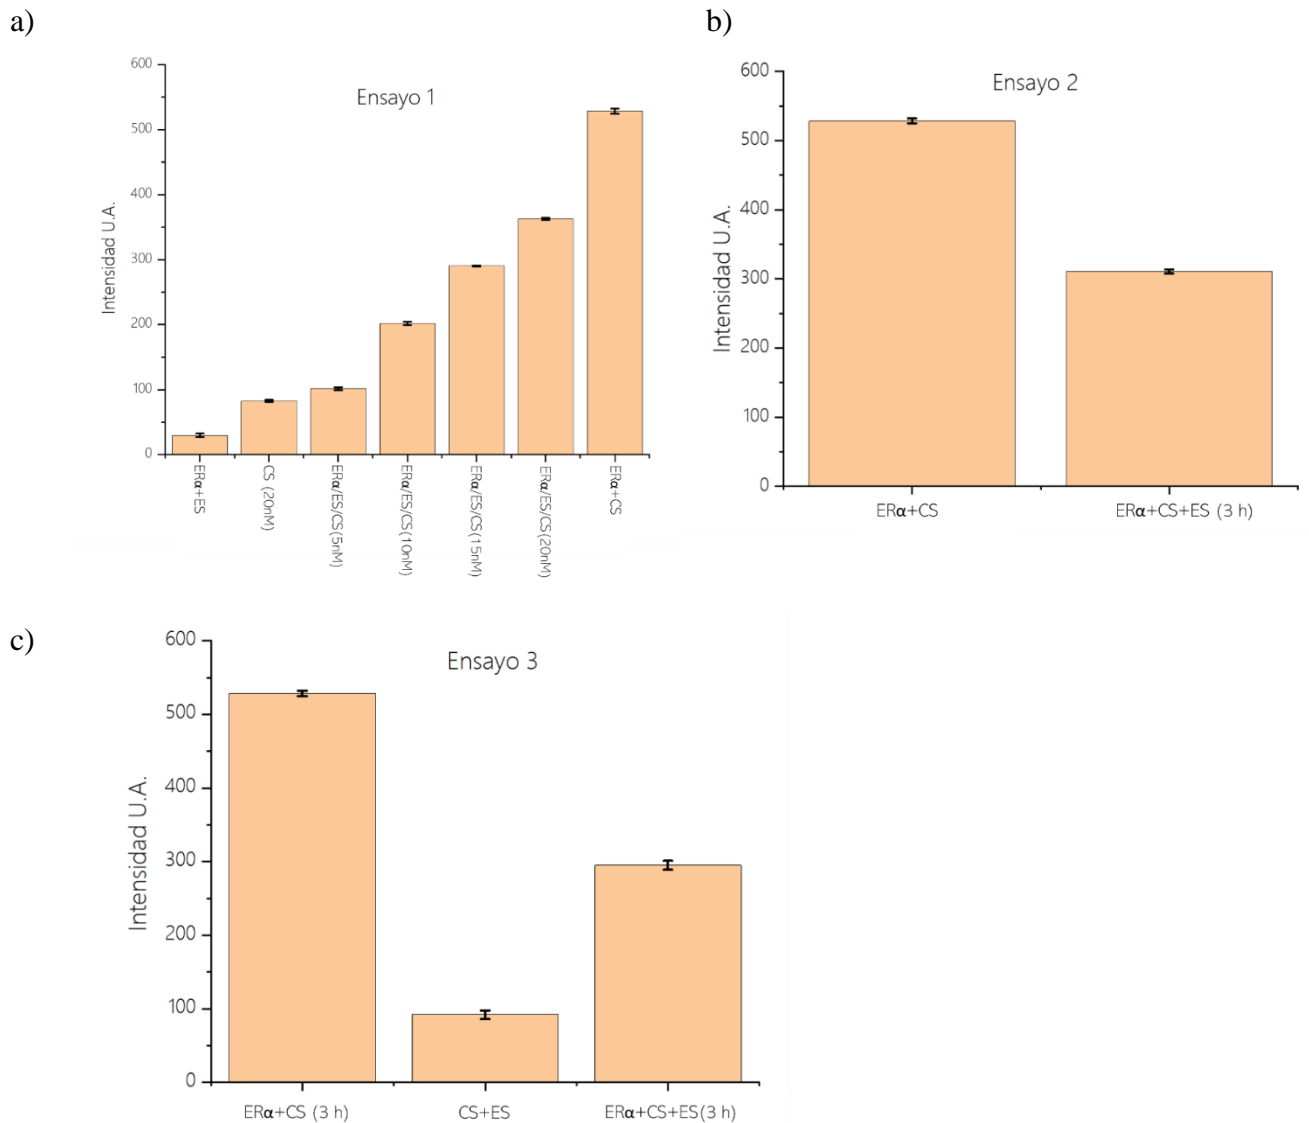 a)
Ensayo 1
Intensidad U.A.
600
500
400
300
200
100
0
ERα+ES
CS (20nM)
ERα/ES/CS(5nM)
ERα/ES/CS(10nM)
ERα/ES/CS(15nM)
ERα/ES/CS(20nM)
ERα+CS
b)
Ensayo 2
Intensidad U.A.
600
500
400
300
200
100
0
ERα+CS
ERα+CS+ES (3 h)
c)
Ensayo 3
Intensidad U.A.
600
500
400
300
200
100
0
ERα+CS (3 h)
CS+ES
ERα+CS+ES(3 h)